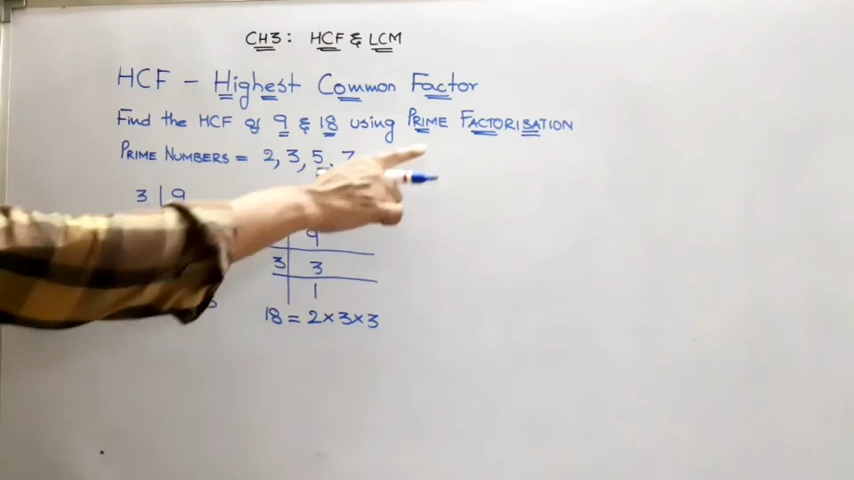 CH3: HCF & LCM
HCF - Highest Common Factor
Find the HCF of 9 & 18 using PRIME FACTORISATION
PRIME NUMBERS = 2, 3, 5, 7
3 | 9
9
3 | 3
1
18 = 2×3×3